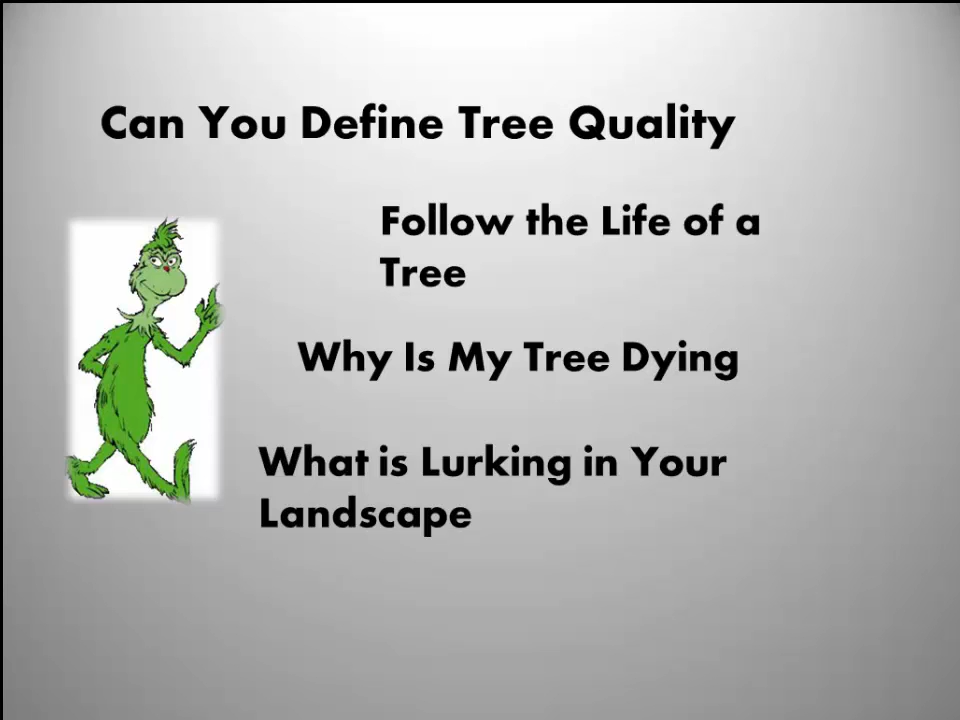 Can You Define Tree Quality
Follow the Life of a
Tree
Why Is My Tree Dying
What is Lurking in Your
Landscape